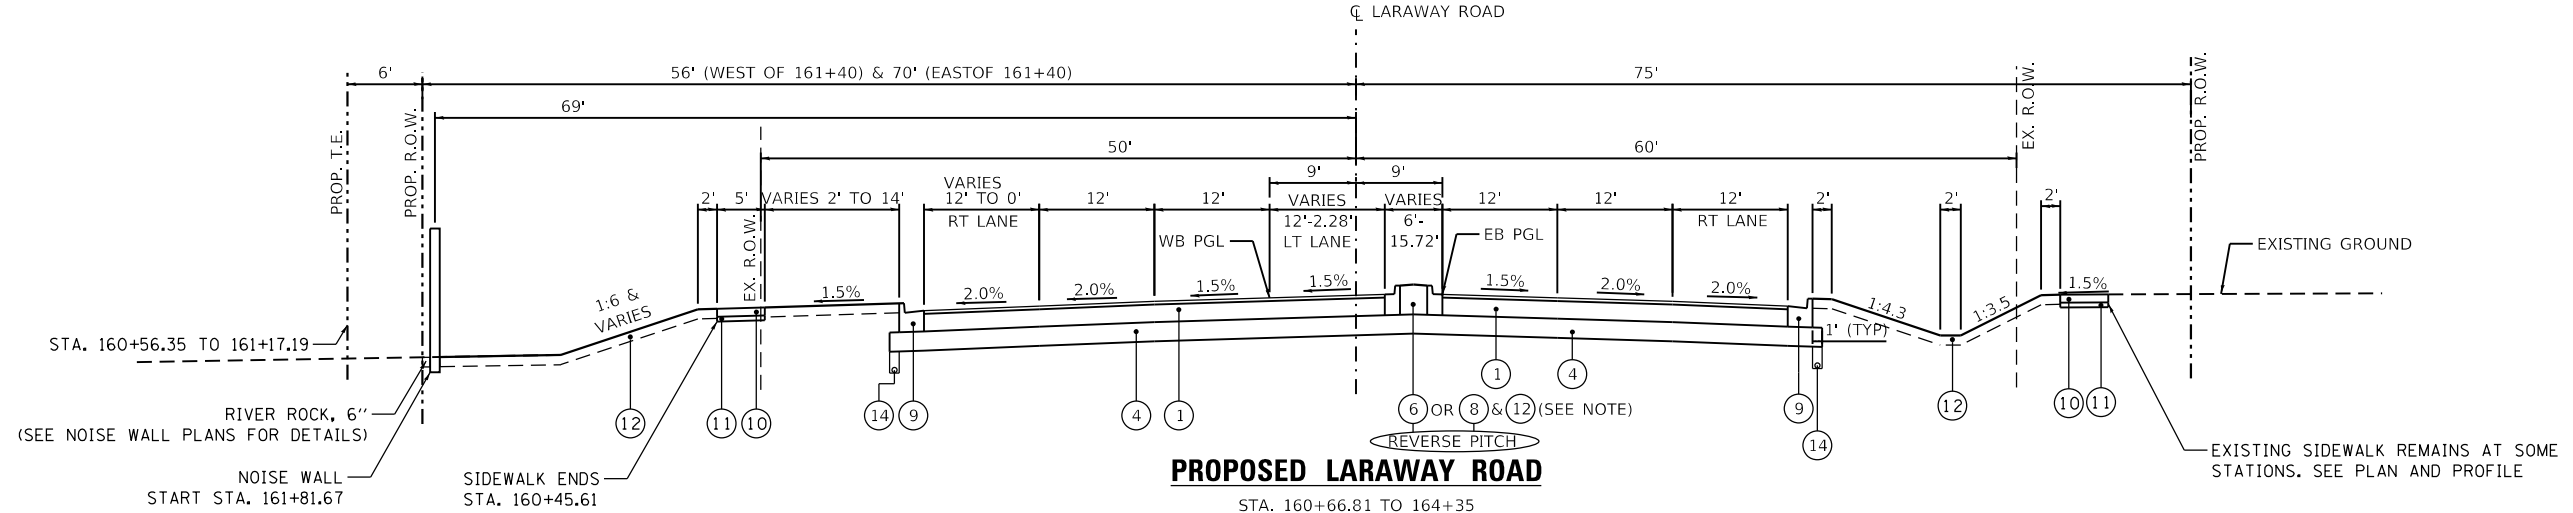 ℄ LARAWAY ROAD
6'
56' (WEST OF 161+40) & 70' (EASTOF 161+40)
75'
69'
50'
60'
PROP. T.E.
PROP. R.O.W.
EX. R.O.W.
EX. R.O.W.
PROP. R.O.W.
9'
9'
2'
5'
VARIES 2' TO 14'
VARIES
12' TO 0'
RT LANE
12'
12'
VARIES
12'-2.28'
LT LANE
VARIES
6'-
15.72'
12'
12'
12'
RT LANE
2'
2'
2'
WB PGL
EB PGL
EXISTING GROUND
1:6 &
VARIES
1.5%
2.0%
2.0%
1.5%
1.5%
1.5%
2.0%
2.0%
1:4.3
1:3.5
1.5%
1' (TYP)
STA. 160+56.35 TO 161+17.19
RIVER ROCK, 6"
(SEE NOISE WALL PLANS FOR DETAILS)
NOISE WALL
START STA. 161+81.67
SIDEWALK ENDS
STA. 160+45.61
12
11
10
14
9
4
1
6 OR 8 & 12 (SEE NOTE)
REVERSE PITCH
1
4
9
14
12
10
11
EXISTING SIDEWALK REMAINS AT SOME
STATIONS. SEE PLAN AND PROFILE
PROPOSED LARAWAY ROAD
STA. 160+66.81 TO 164+35